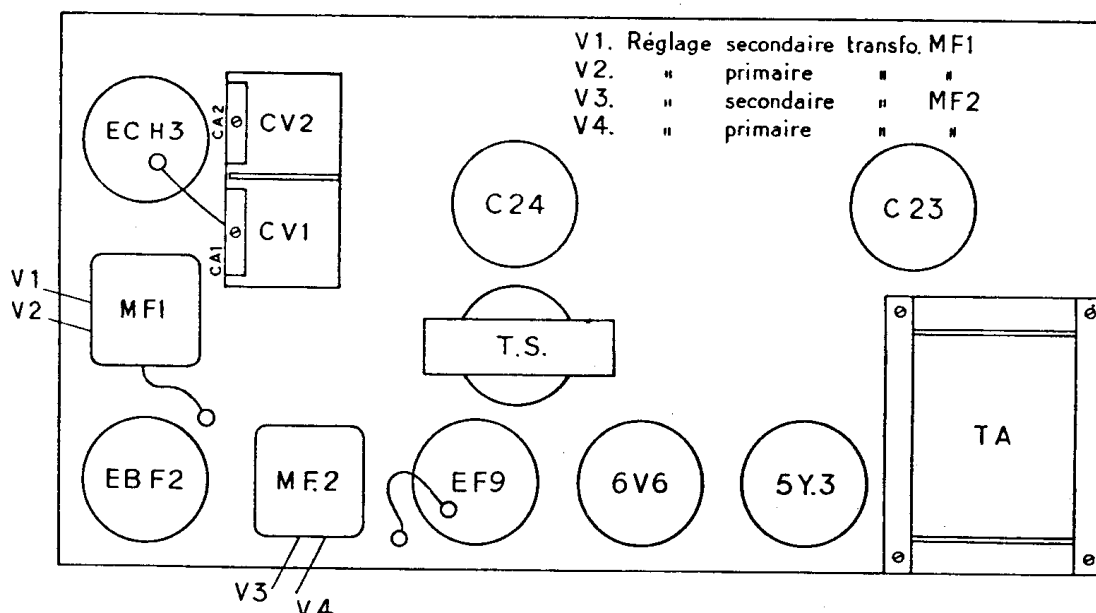 V1. Réglage secondaire transfo. MF1
V2. " primaire " "
V3. " secondaire " MF2
V4. " primaire " "
ECH3
CA2
CV2
CA1
CV1
C24
C23
V1
V2
MF1
T.S.
TA
EBF2
MF.2
EF9
6V6
5Y.3
V3
V4